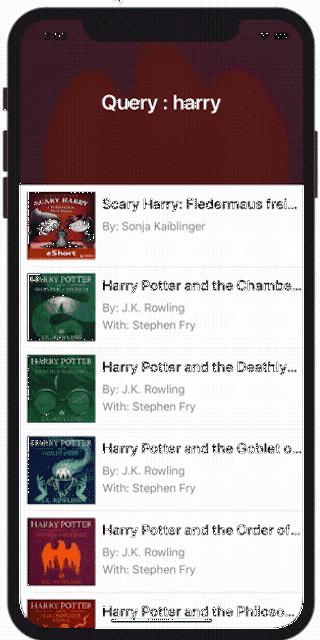 Query : harry
SCARY HARRY
eShort
Scary Harry: Fledermaus frei...
By: Sonja Kaiblinger
HARRY POTTER
Harry Potter and the Chambe...
By: J.K. Rowling
With: Stephen Fry
HARRY POTTER
Harry Potter and the Deathly...
By: J.K. Rowling
With: Stephen Fry
HARRY POTTER
Harry Potter and the Goblet o...
By: J.K. Rowling
With: Stephen Fry
HARRY POTTER
Harry Potter and the Order of...
By: J.K. Rowling
With: Stephen Fry
HARRY POTTER
Harry Potter and the Philoso...